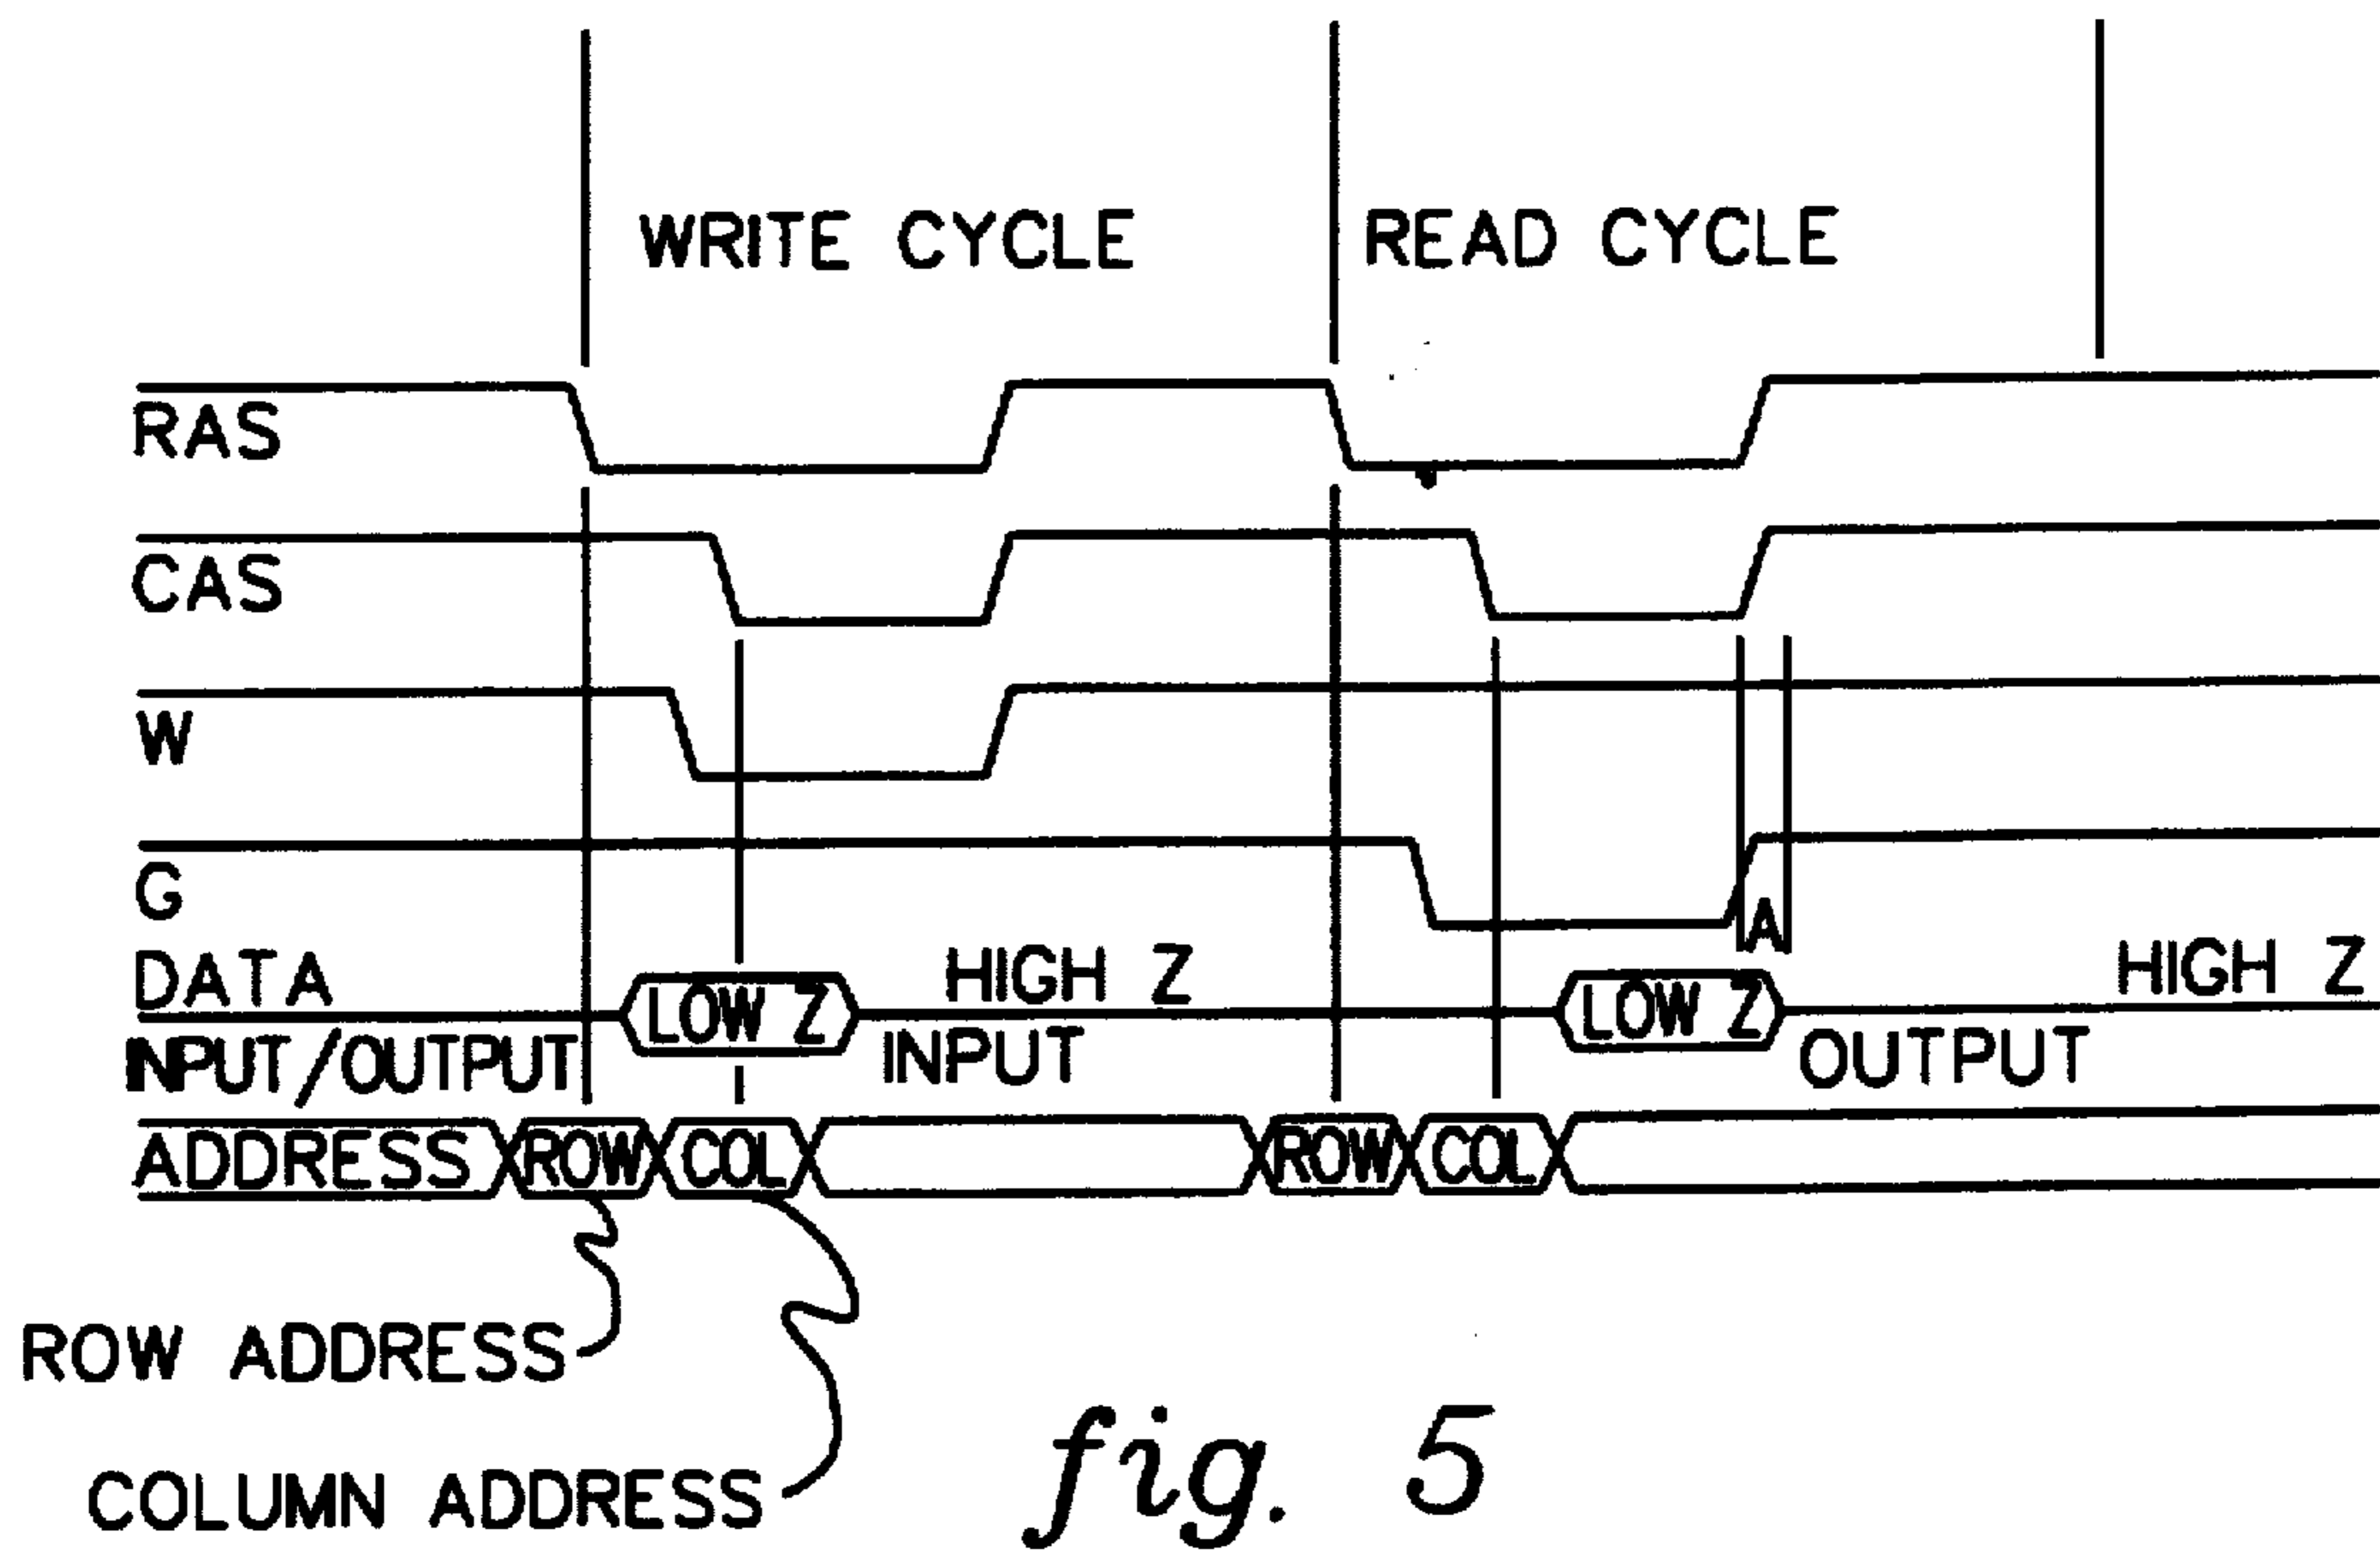 WRITE CYCLE
READ CYCLE
RAS
CAS
W
G
A
DATA
HIGH Z
HIGH Z
LOW Z
LOW Z
INPUT/OUTPUT
INPUT
OUTPUT
ADDRESS
ROW
COL
ROW
COL
ROW ADDRESS
COLUMN ADDRESS
fig. 5